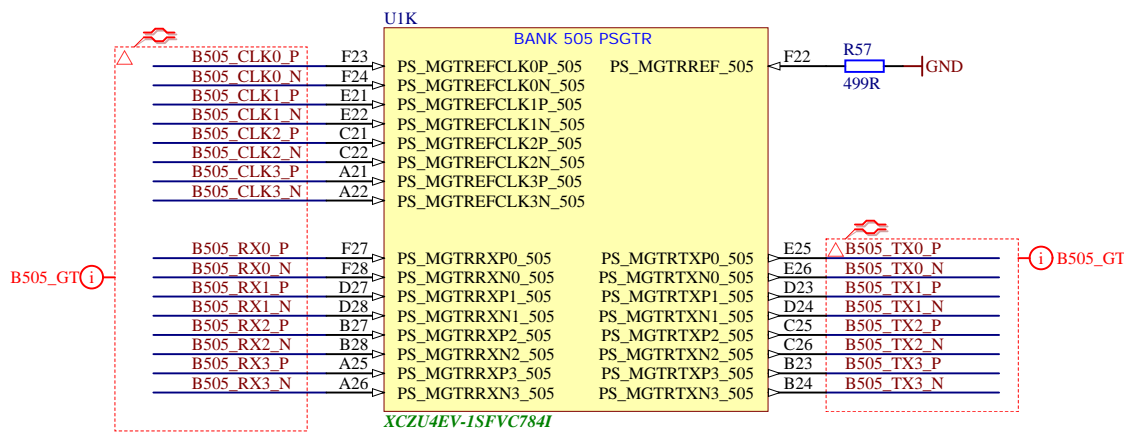 U1K
BANK 505 PSGTR
B505_CLK0_P F23 PS_MGTREFCLK0P_505 PS_MGTRREF_505 F22 R57 499R GND
B505_CLK0_N F24 PS_MGTREFCLK0N_505
B505_CLK1_P E21 PS_MGTREFCLK1P_505
B505_CLK1_N E22 PS_MGTREFCLK1N_505
B505_CLK2_P C21 PS_MGTREFCLK2P_505
B505_CLK2_N C22 PS_MGTREFCLK2N_505
B505_CLK3_P A21 PS_MGTREFCLK3P_505
B505_CLK3_N A22 PS_MGTREFCLK3N_505
B505_RX0_P F27 PS_MGTRRXP0_505 PS_MGTRTXP0_505 E25 B505_TX0_P
B505_GT i B505_RX0_N F28 PS_MGTRRXN0_505 PS_MGTRTXN0_505 E26 B505_TX0_N i B505_GT
B505_RX1_P D27 PS_MGTRRXP1_505 PS_MGTRTXP1_505 D23 B505_TX1_P
B505_RX1_N D28 PS_MGTRRXN1_505 PS_MGTRTXN1_505 D24 B505_TX1_N
B505_RX2_P B27 PS_MGTRRXP2_505 PS_MGTRTXP2_505 C25 B505_TX2_P
B505_RX2_N B28 PS_MGTRRXN2_505 PS_MGTRTXN2_505 C26 B505_TX2_N
B505_RX3_P A25 PS_MGTRRXP3_505 PS_MGTRTXP3_505 B23 B505_TX3_P
B505_RX3_N A26 PS_MGTRRXN3_505 PS_MGTRTXN3_505 B24 B505_TX3_N
XCZU4EV-1SFVC784I